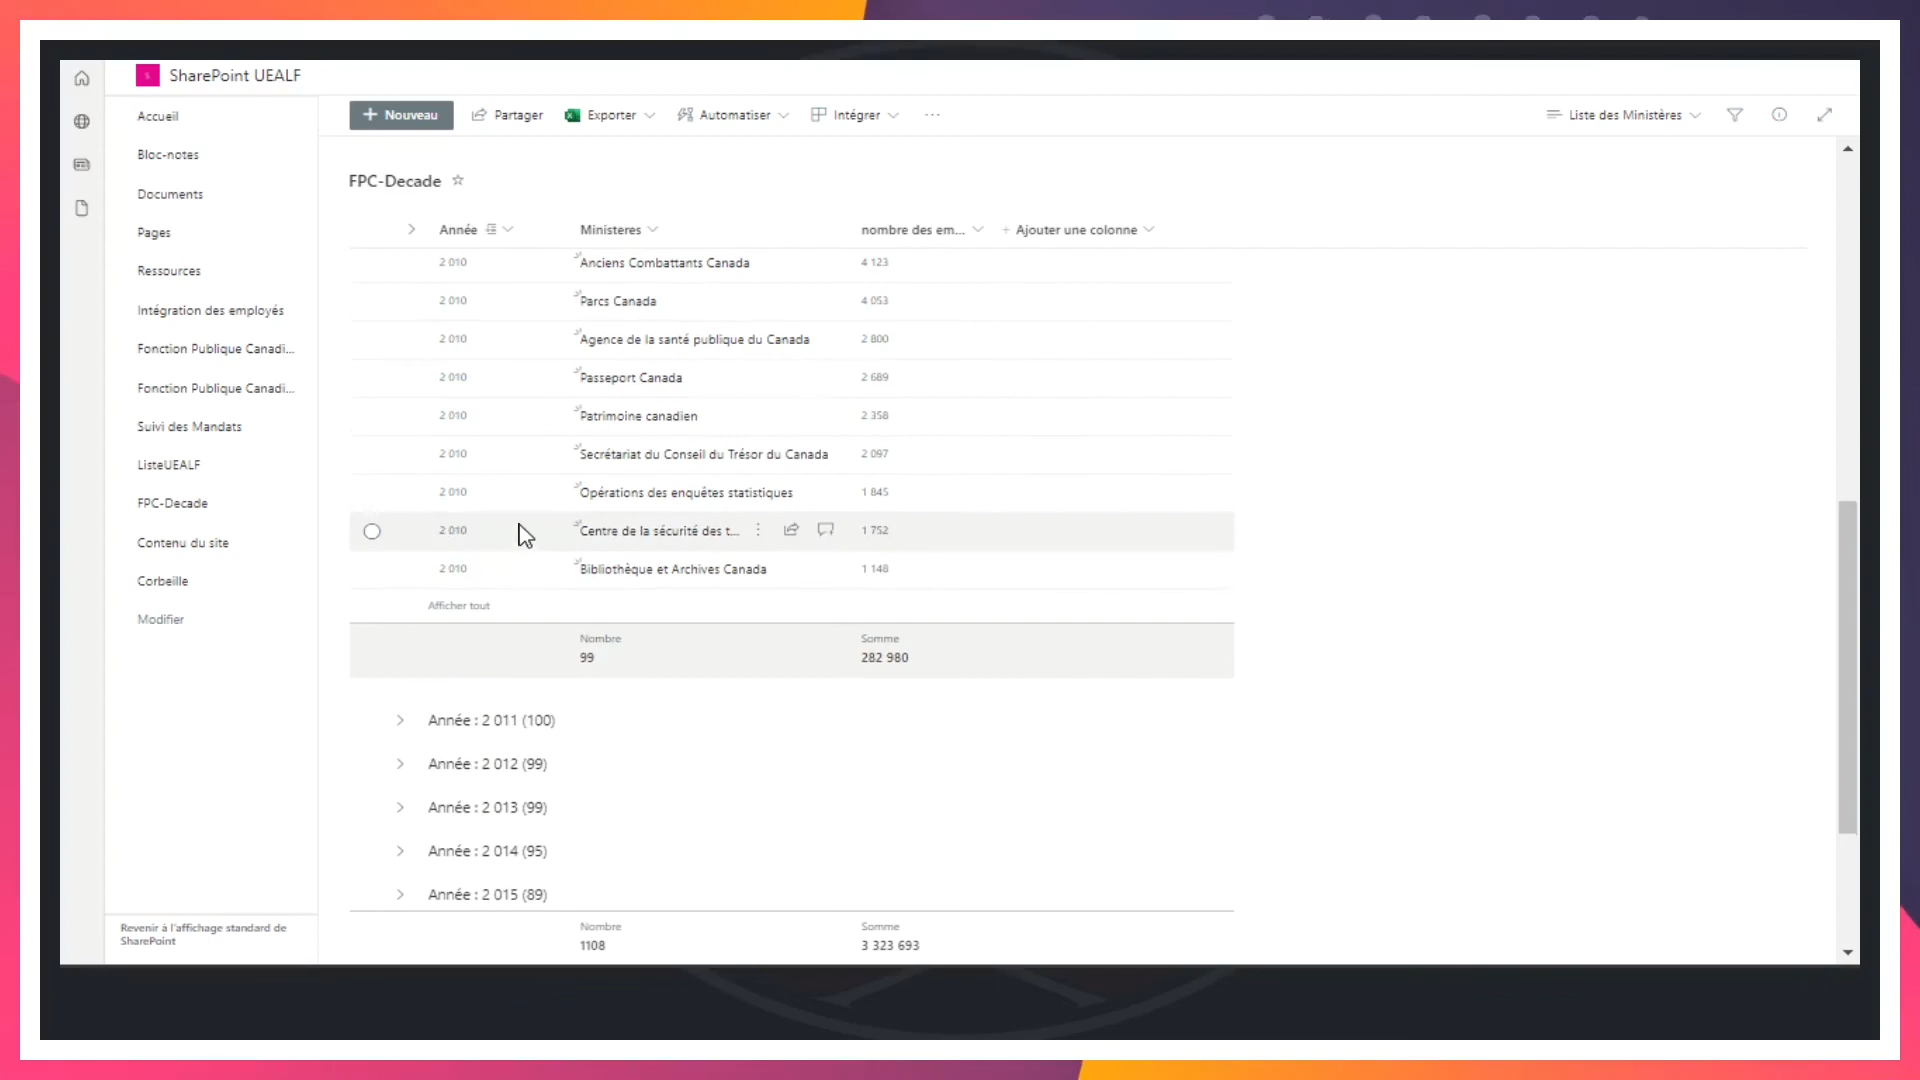 SharePoint UEALF
Accueil
Bloc-notes
Documents
Pages
Ressources
Intégration des employés
Fonction Publique Canadi...
Fonction Publique Canadi...
Suivi des Mandats
ListeUEALF
FPC-Decade
Contenu du site
Corbeille
Modifier
Revenir à l'affichage standard de
SharePoint
+ Nouveau Partager Exporter Automatiser Intégrer ... Liste des Ministères
FPC-Decade
Année Ministeres nombre des em... + Ajouter une colonne
2 010 Anciens Combattants Canada 4 123
2 010 Parcs Canada 4 053
2 010 Agence de la santé publique du Canada 2 800
2 010 Passeport Canada 2 689
2 010 Patrimoine canadien 2 358
2 010 Secrétariat du Conseil du Trésor du Canada 2 097
2 010 Opérations des enquêtes statistiques 1 845
2 010 Centre de la sécurité des t... 1 752
2 010 Bibliothèque et Archives Canada 1 148
Afficher tout
Nombre Somme
99 282 980
Année : 2 011 (100)
Année : 2 012 (99)
Année : 2 013 (99)
Année : 2 014 (95)
Année : 2 015 (89)
Nombre Somme
1108 3 323 693